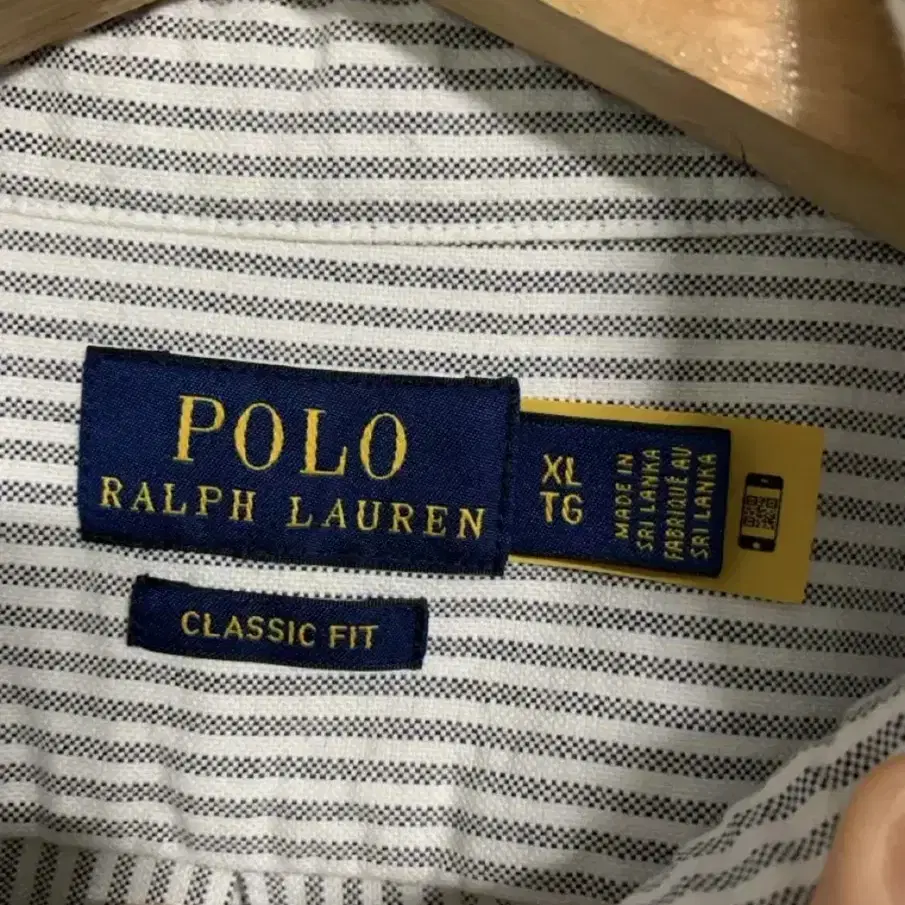 POLO
RALPH LAUREN
XL
TG
MADE IN
SRI LANKA
FABRIQUÉ AU
SRI LANKA
CLASSIC FIT